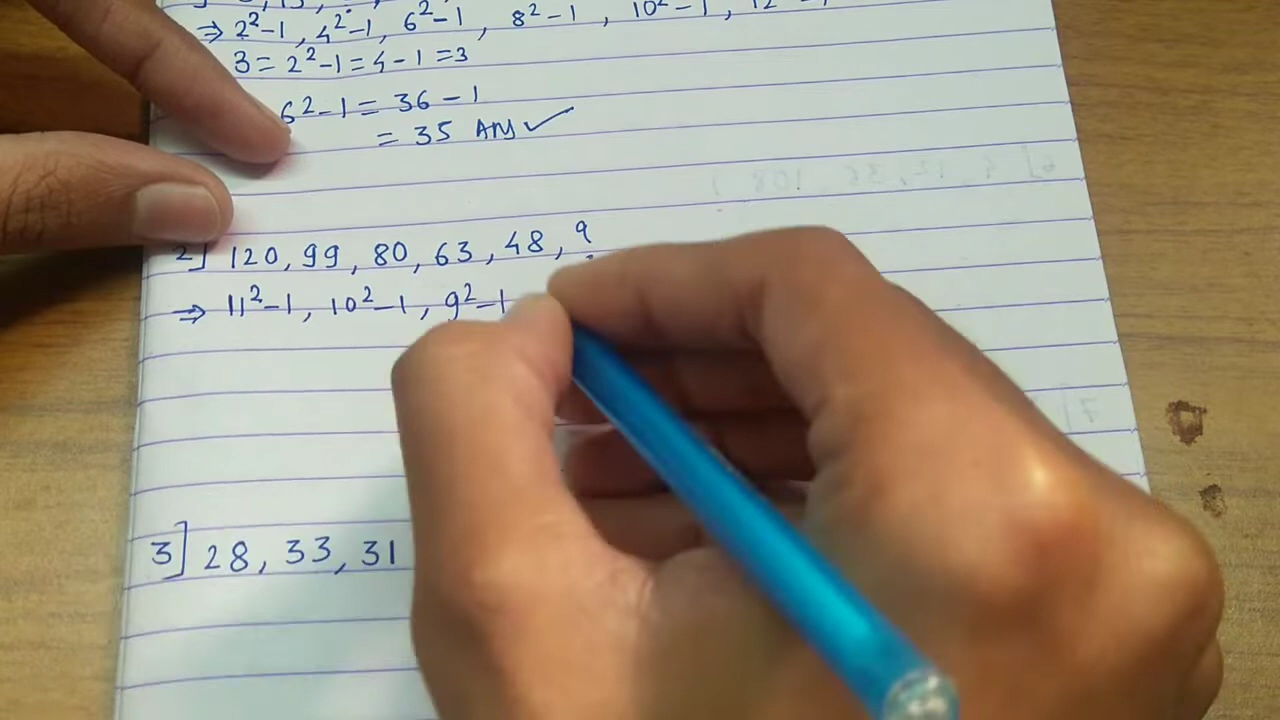 ⇒ 2²-1, 4²-1, 6²-1, 8²-1, 10²-1,
3 = 2²-1 = 4-1 = 3
6²-1 = 36-1
= 35 Ans ✓
2] 120, 99, 80, 63, 48, ?
⇒ 11²-1, 10²-1, 9²-1
3] 28, 33, 31